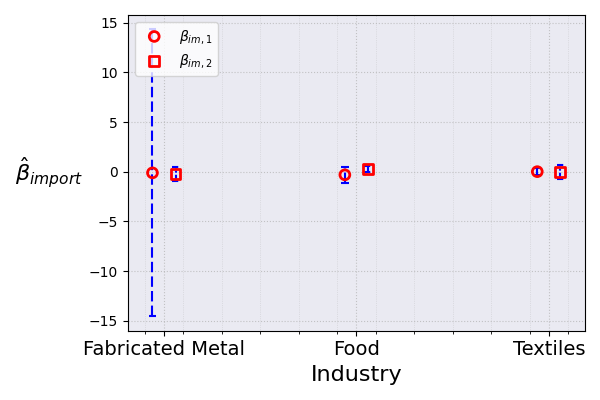 15
10
5
0
−5
−10
−15
β̂import
βim, 1
βim, 2
Fabricated Metal
Food
Textiles
Industry